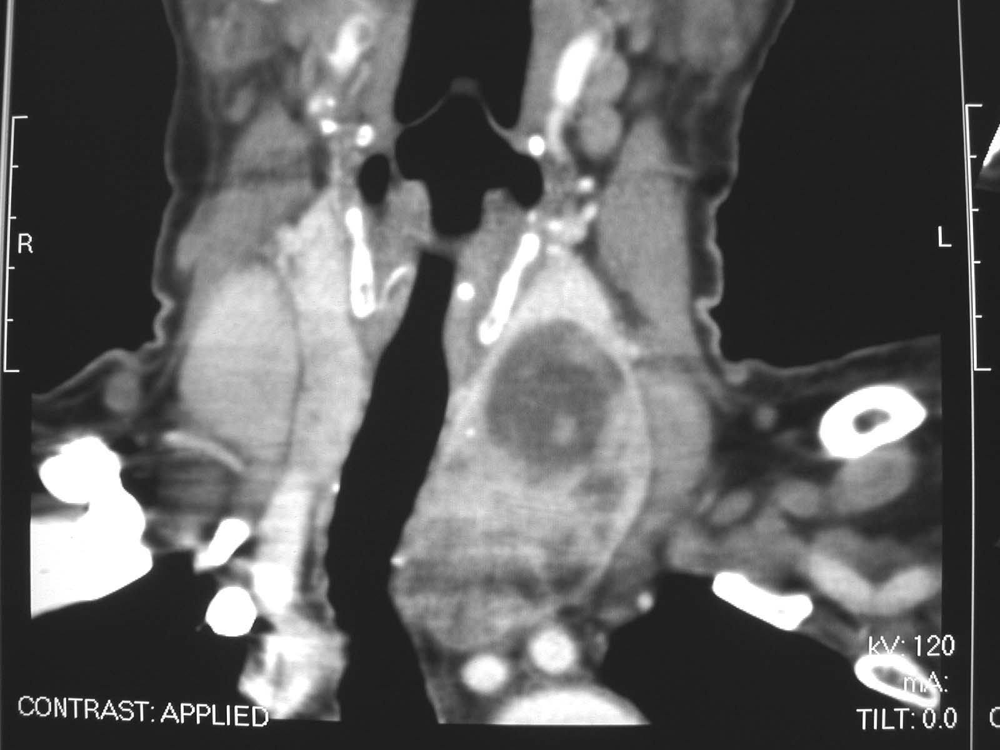 R
L
kV: 120
mA:
CONTRAST: APPLIED
TILT: 0.0